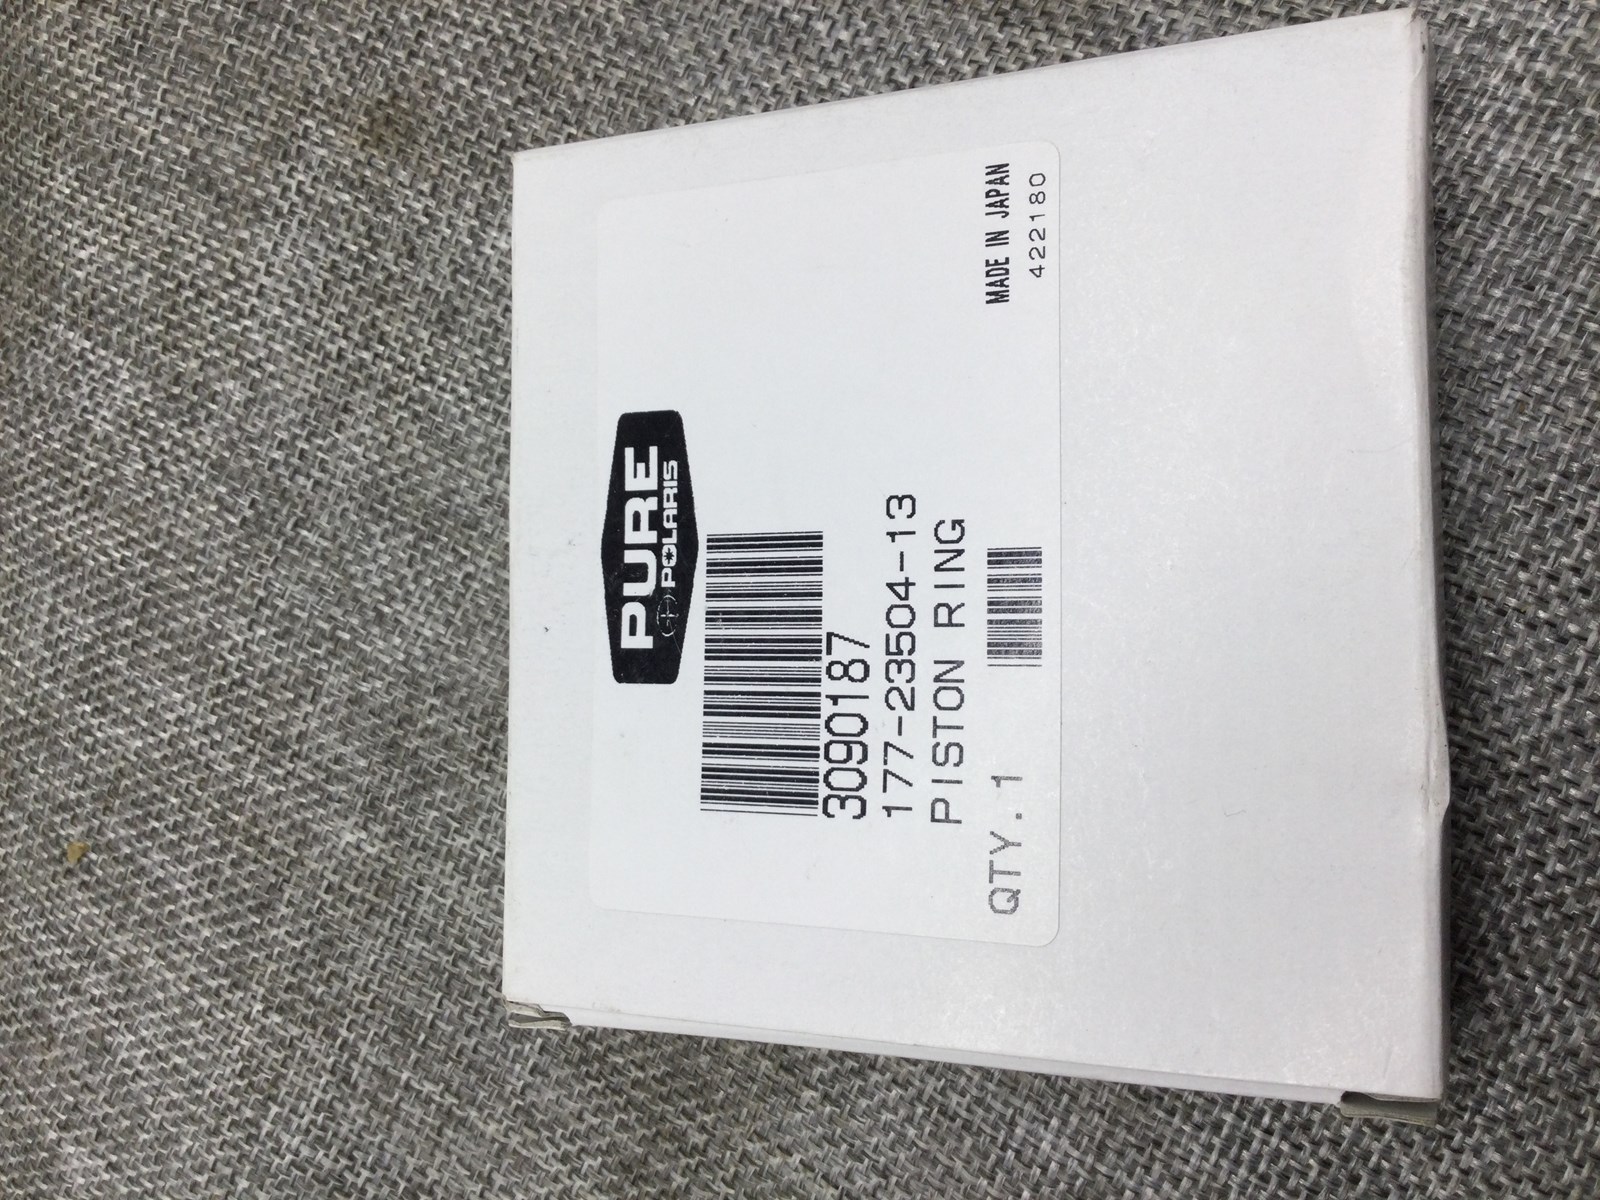 PURE
POLARIS
3090187
177-23504-13
PISTON RING
QTY. 1
MADE IN JAPAN
422180